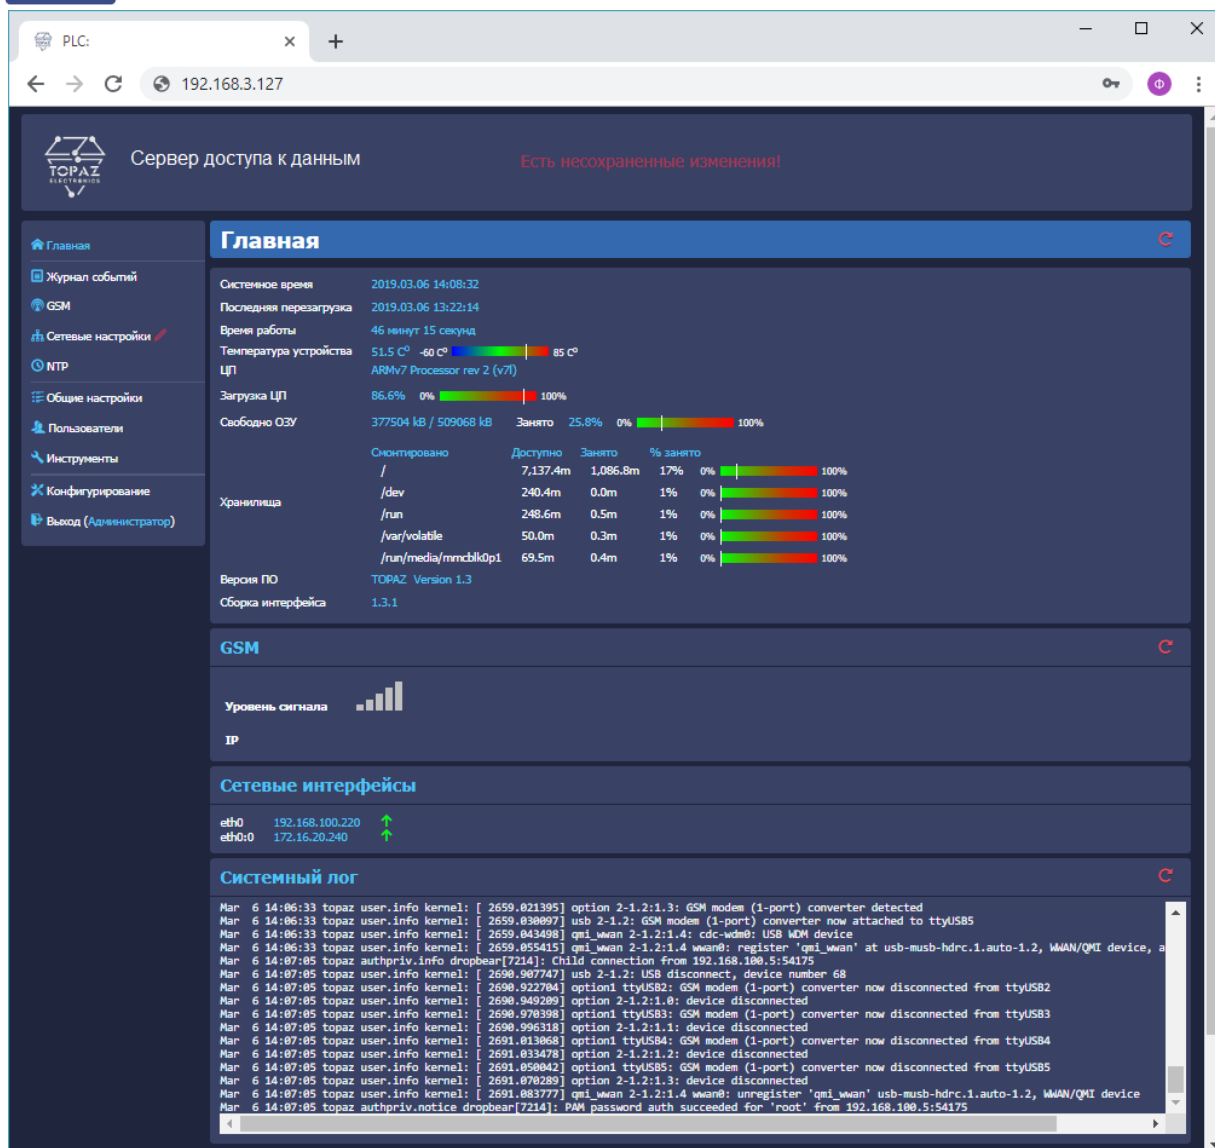 PLC:
192.168.3.127
Ф
TOPAZ
ELECTRONICS
Сервер доступа к данным
Есть несохраненные изменения!
Главная
Журнал событий
GSM
Сетевые настройки
NTP
Общие настройки
Пользователи
Инструменты
Конфигурирование
Выход (Администратор)
Главная
Системное время 2019.03.06 14:08:32
Последняя перезагрузка 2019.03.06 13:22:14
Время работы 46 минут 15 секунд
Температура устройства 51.5 Cº -60 Cº 85 Cº
ЦП ARMv7 Processor rev 2 (v7l)
Загрузка ЦП 86.6% 0% 100%
Свободно ОЗУ 377504 kB / 509068 kB Занято 25.8% 0% 100%
Хранилища
Смонтировано Доступно Занято % занято
/ 7,137.4m 1,086.8m 17% 0% 100%
/dev 240.4m 0.0m 1% 0% 100%
/run 248.6m 0.5m 1% 0% 100%
/var/volatile 50.0m 0.3m 1% 0% 100%
/run/media/mmcblk0p1 69.5m 0.4m 1% 0% 100%
Версия ПО TOPAZ Version 1.3
Сборка интерфейса 1.3.1
GSM
Уровень сигнала
IP
Сетевые интерфейсы
eth0 192.168.100.220
eth0:0 172.16.20.240
Системный лог
Mar 6 14:06:33 topaz user.info kernel: [ 2659.021395] option 2-1.2:1.3: GSM modem (1-port) converter detected
Mar 6 14:06:33 topaz user.info kernel: [ 2659.030097] usb 2-1.2: GSM modem (1-port) converter now attached to ttyUSB5
Mar 6 14:06:33 topaz user.info kernel: [ 2659.043498] qmi_wwan 2-1.2:1.4: cdc-wdm0: USB WDM device
Mar 6 14:06:33 topaz user.info kernel: [ 2659.055415] qmi_wwan 2-1.2:1.4 wwan0: register 'qmi_wwan' at usb-musb-hdrc.1.auto-1.2, WWAN/QMI device, a
Mar 6 14:07:05 topaz authpriv.info dropbear[7214]: Child connection from 192.168.100.5:54175
Mar 6 14:07:05 topaz user.info kernel: [ 2690.907747] usb 2-1.2: USB disconnect, device number 68
Mar 6 14:07:05 topaz user.info kernel: [ 2690.922704] option1 ttyUSB2: GSM modem (1-port) converter now disconnected from ttyUSB2
Mar 6 14:07:05 topaz user.info kernel: [ 2690.949209] option 2-1.2:1.0: device disconnected
Mar 6 14:07:05 topaz user.info kernel: [ 2690.970398] option1 ttyUSB3: GSM modem (1-port) converter now disconnected from ttyUSB3
Mar 6 14:07:05 topaz user.info kernel: [ 2690.996318] option 2-1.2:1.1: device disconnected
Mar 6 14:07:05 topaz user.info kernel: [ 2691.013068] option1 ttyUSB4: GSM modem (1-port) converter now disconnected from ttyUSB4
Mar 6 14:07:05 topaz user.info kernel: [ 2691.033478] option 2-1.2:1.2: device disconnected
Mar 6 14:07:05 topaz user.info kernel: [ 2691.050042] option1 ttyUSB5: GSM modem (1-port) converter now disconnected from ttyUSB5
Mar 6 14:07:05 topaz user.info kernel: [ 2691.070289] option 2-1.2:1.3: device disconnected
Mar 6 14:07:05 topaz user.info kernel: [ 2691.083777] qmi_wwan 2-1.2:1.4 wwan0: unregister 'qmi_wwan' usb-musb-hdrc.1.auto-1.2, WWAN/QMI device
Mar 6 14:07:05 topaz authpriv.notice dropbear[7214]: PAM password auth succeeded for 'root' from 192.168.100.5:54175